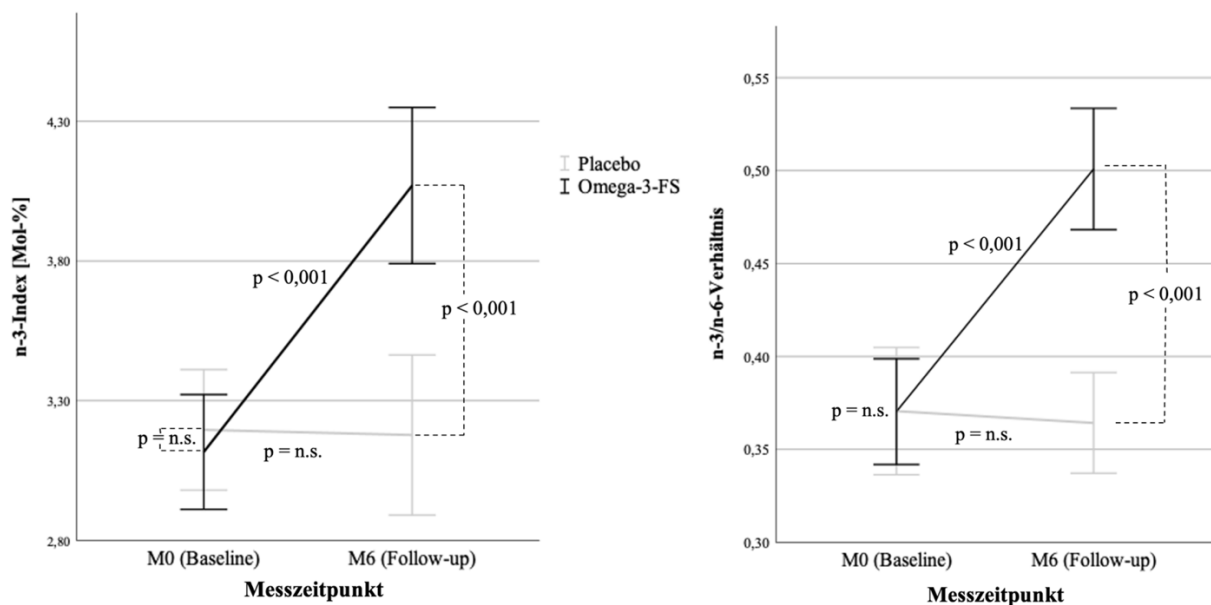 n-3-Index [Mol-%]
4,30
3,80
3,30
2,80
p < 0,001
p < 0,001
p = n.s.
p = n.s.
M0 (Baseline)
M6 (Follow-up)
Messzeitpunkt
Placebo
Omega-3-FS
n-3/n-6-Verhältnis
0,55
0,50
0,45
0,40
0,35
0,30
p < 0,001
p < 0,001
p = n.s.
p = n.s.
M0 (Baseline)
M6 (Follow-up)
Messzeitpunkt